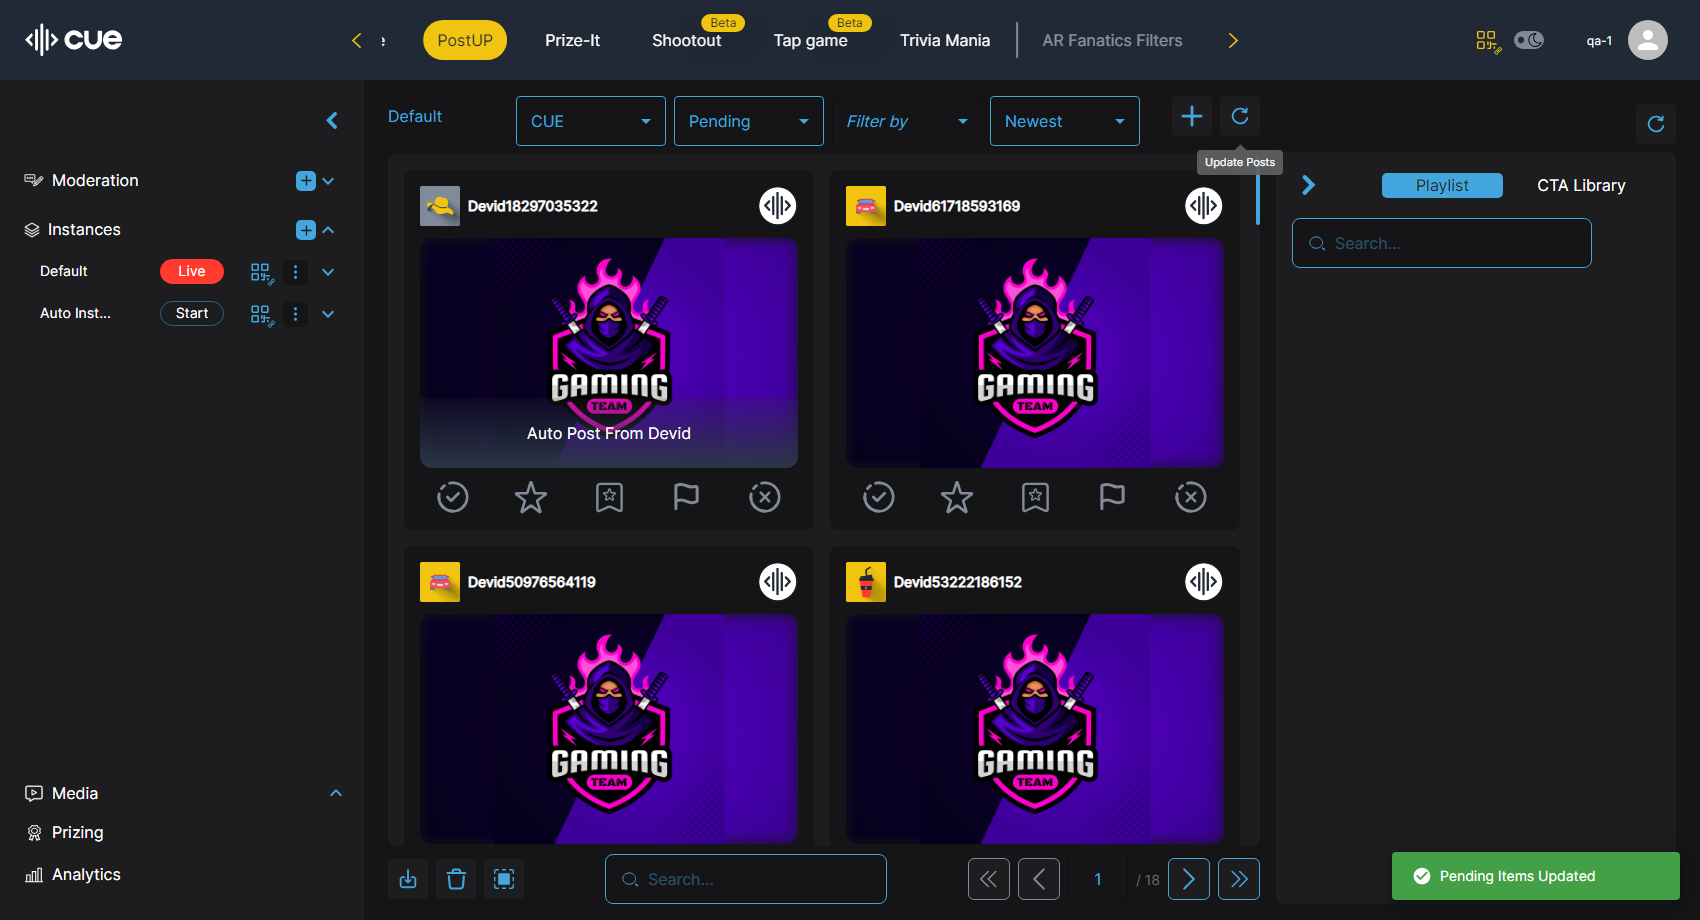 cue
e
PostUP
Prize-It
Shootout
Beta
Tap game
Beta
Trivia Mania
AR Fanatics Filters
qa-1
Default
CUE
Pending
Filter by
Newest
Update Posts
Moderation
Instances
Default
Live
Auto Inst...
Start
Media
Prizing
Analytics
Devid18297035322
GAMING
TEAM
Auto Post From Devid
Devid61718593169
GAMING
TEAM
Devid50976564119
GAMING
TEAM
Devid53222186152
GAMING
TEAM
Search...
1
/ 18
Playlist
CTA Library
Search...
Pending Items Updated